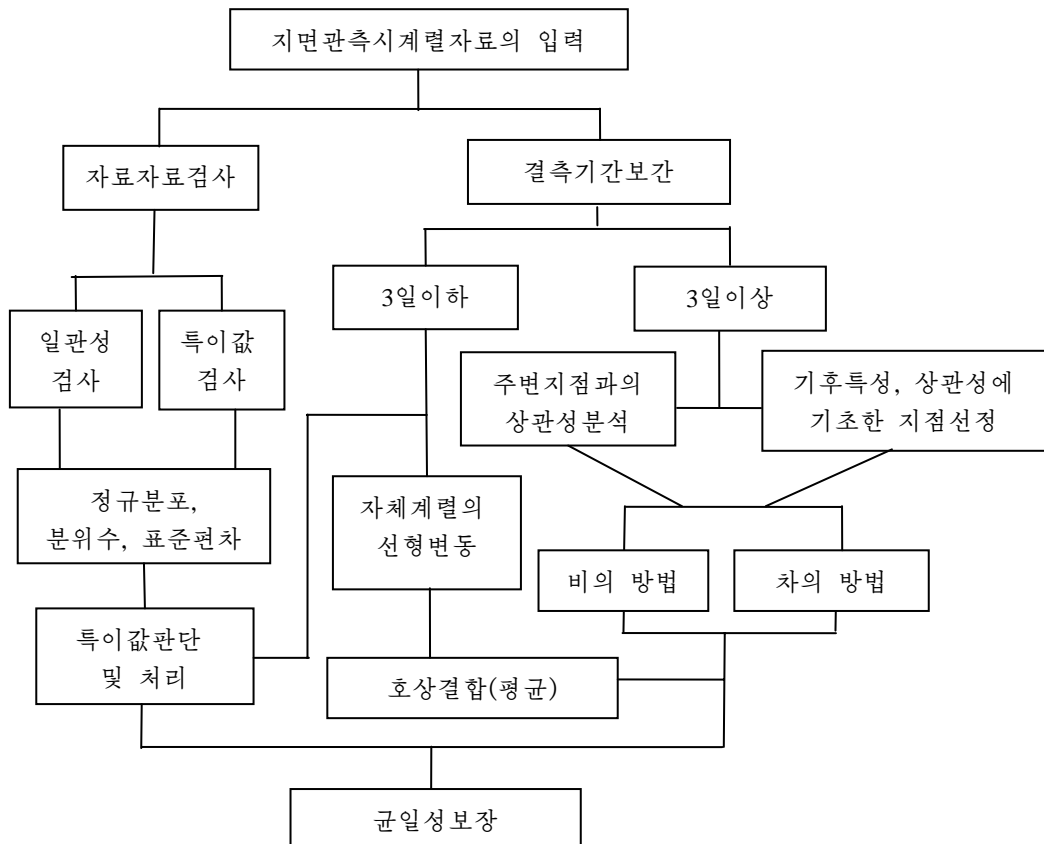 지면관측시계렬자료의 입력
자료자료검사
결측기간보간
3일이하
3일이상
일관성
검사
특이값
검사
주변지점과의
상관성분석
기후특성, 상관성에
기초한 지점선정
정규분포,
분위수, 표준편차
자체계렬의
선형변동
비의 방법
차의 방법
특이값판단
및 처리
호상결합(평균)
균일성보장